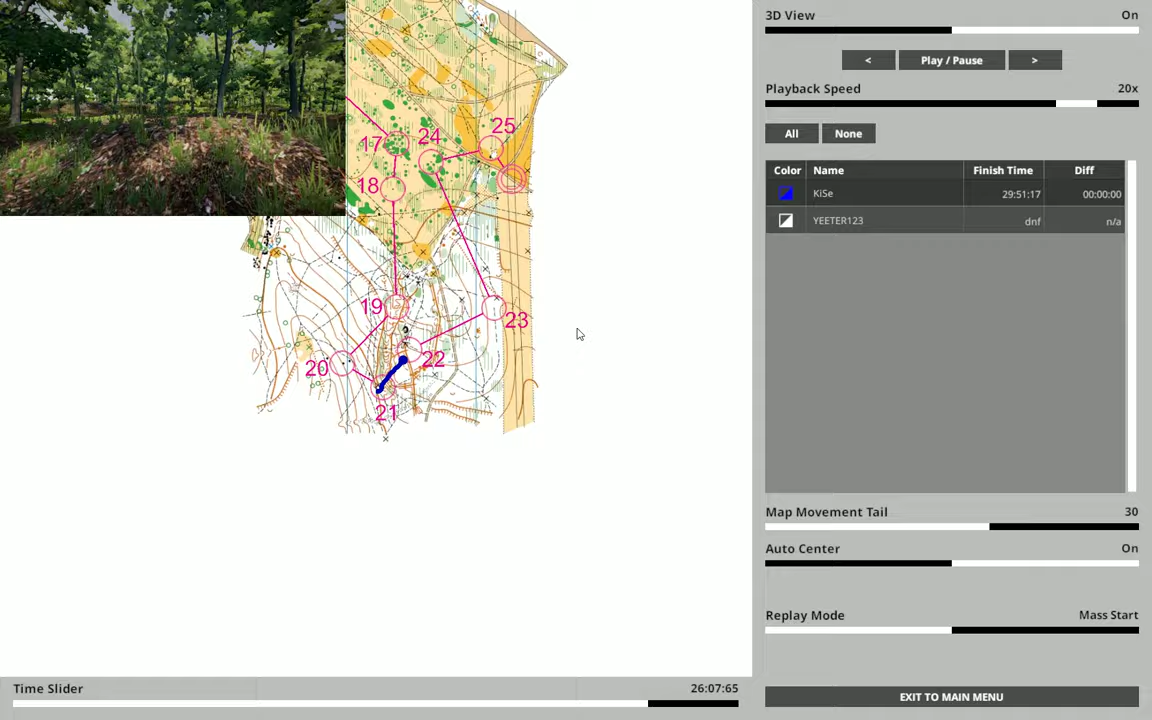 3D View On
< Play / Pause >
Playback Speed 20x
All None
Color Name Finish Time Diff
KiSe 29:51:17 00:00:00
YEETER123 dnf n/a
Map Movement Tail 30
Auto Center On
Replay Mode Mass Start
EXIT TO MAIN MENU
Time Slider 26:07:65
25
24
17
18
19
23
22
20
21